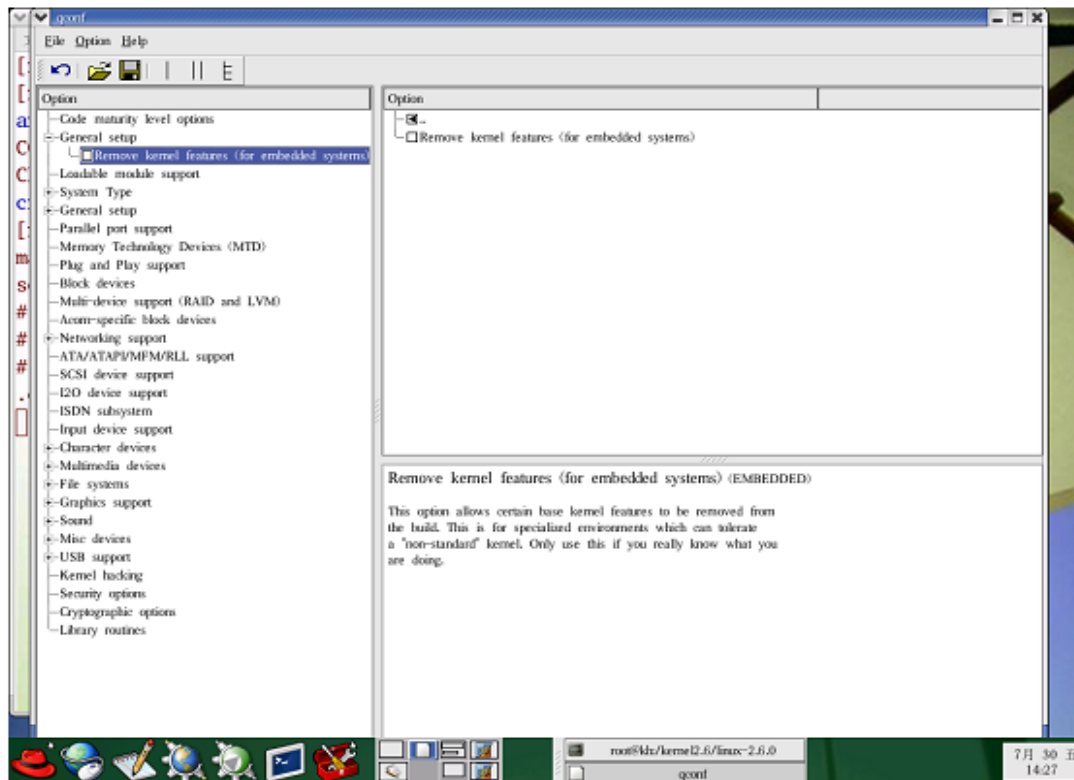 qconf
File Option Help
Option
Code maturity level options
General setup
Remove kernel features (for embedded systems)
Loadable module support
System Type
General setup
Parallel port support
Memory Technology Devices (MTD)
Plug and Play support
Block devices
Multi-device support (RAID and LVM)
Acorn-specific block devices
Networking support
ATA/ATAPI/MFM/RLL support
SCSI device support
I2O device support
ISDN subsystem
Input device support
Character devices
Multimedia devices
File systems
Graphics support
Sound
Misc devices
USB support
Kernel hacking
Security options
Cryptographic options
Library routines
Option
..
Remove kernel features (for embedded systems)
Remove kernel features (for embedded systems) (EMBEDDED)
This option allows certain base kernel features to be removed from
the build. This is for specialized environments which can tolerate
a "non-standard" kernel. Only use this if you really know what you
are doing.
root@klx/kernel2.6/linux-2.6.0
qconf
7月 30 五
14:27